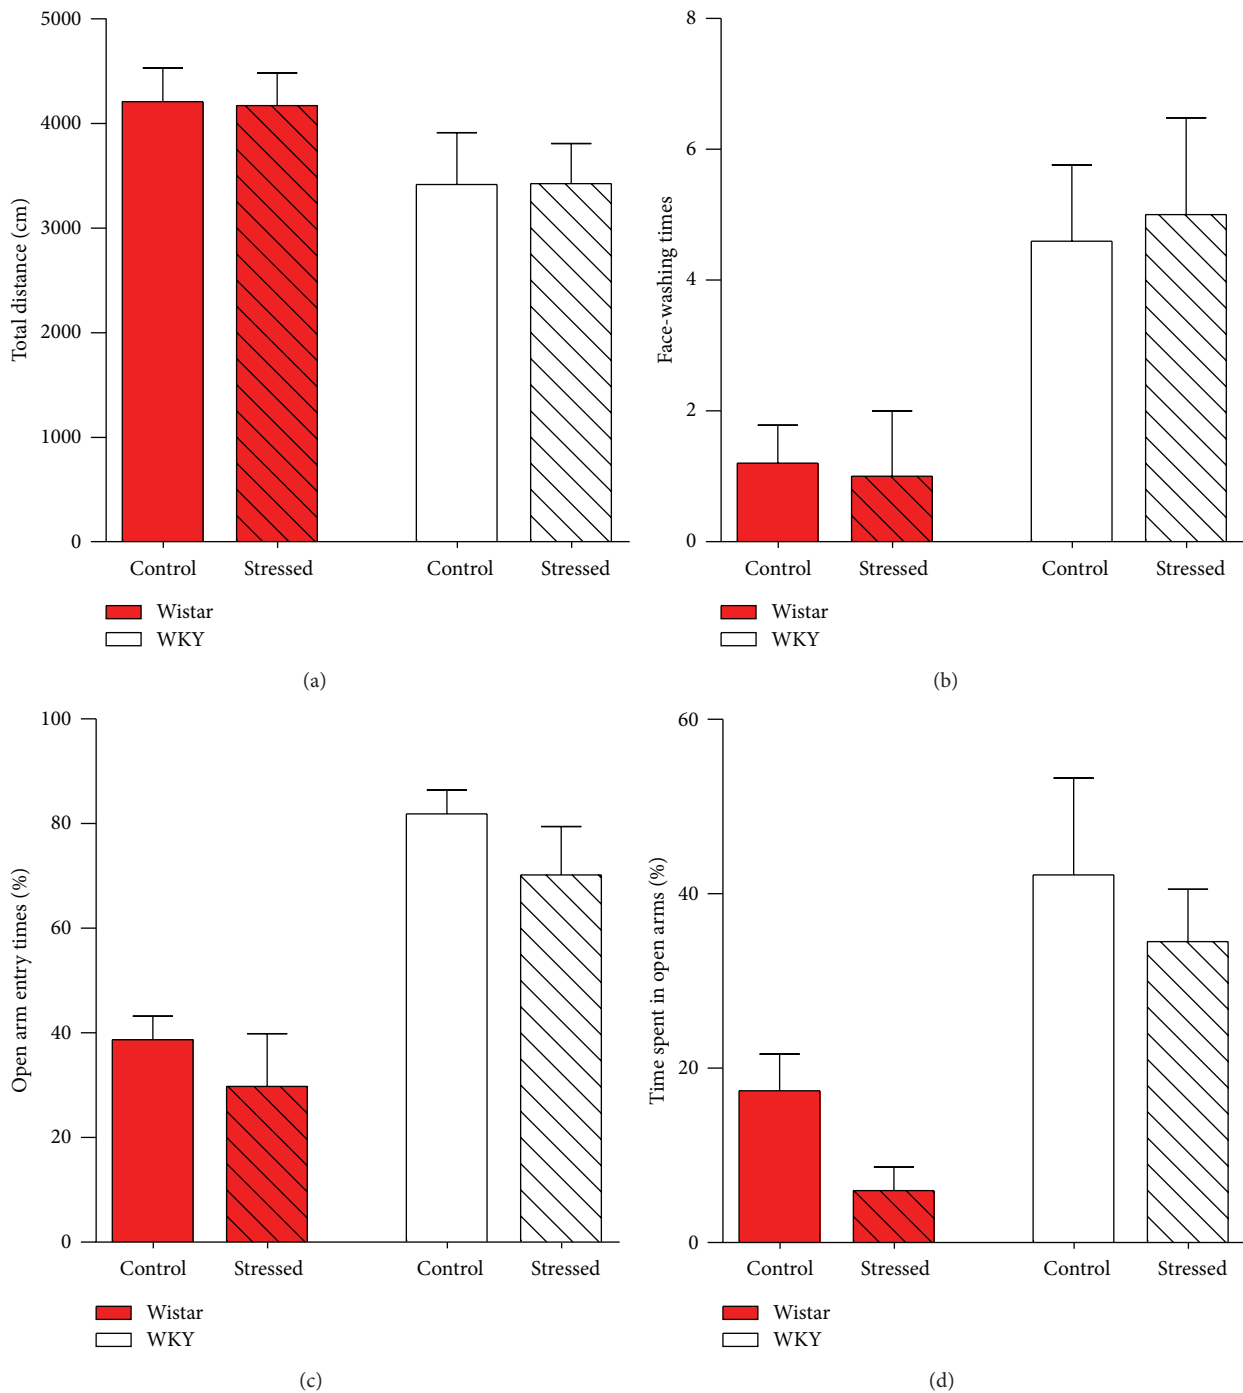 5000
4000
3000
2000
1000
0
Total distance (cm)
Control
Stressed
Control
Stressed
Wistar
WKY
(a)
8
6
4
2
0
Face-washing times
Control
Stressed
Control
Stressed
Wistar
WKY
(b)
100
80
60
40
20
0
Open arm entry times (%)
Control
Stressed
Control
Stressed
Wistar
WKY
(c)
60
40
20
0
Time spent in open arms (%)
Control
Stressed
Control
Stressed
Wistar
WKY
(d)